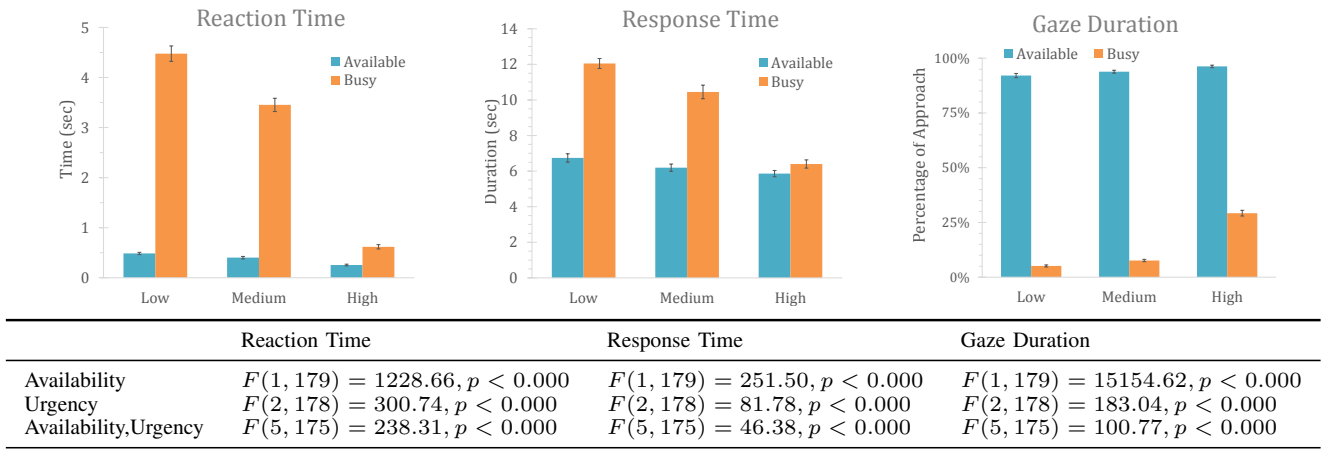 Reaction Time
5
4
3
2
1
0
Time (sec)
Available
Busy
Low Medium High
Response Time
14
12
10
8
6
4
2
0
Duration (sec)
Available
Busy
Low Medium High
Gaze Duration
Available Busy
100%
75%
50%
25%
0%
Percentage of Approach
Low Medium High
Reaction Time Response Time Gaze Duration
Availability F(1, 179) = 1228.66, p < 0.000 F(1, 179) = 251.50, p < 0.000 F(1, 179) = 15154.62, p < 0.000
Urgency F(2, 178) = 300.74, p < 0.000 F(2, 178) = 81.78, p < 0.000 F(2, 178) = 183.04, p < 0.000
Availability,Urgency F(5, 175) = 238.31, p < 0.000 F(5, 175) = 46.38, p < 0.000 F(5, 175) = 100.77, p < 0.000